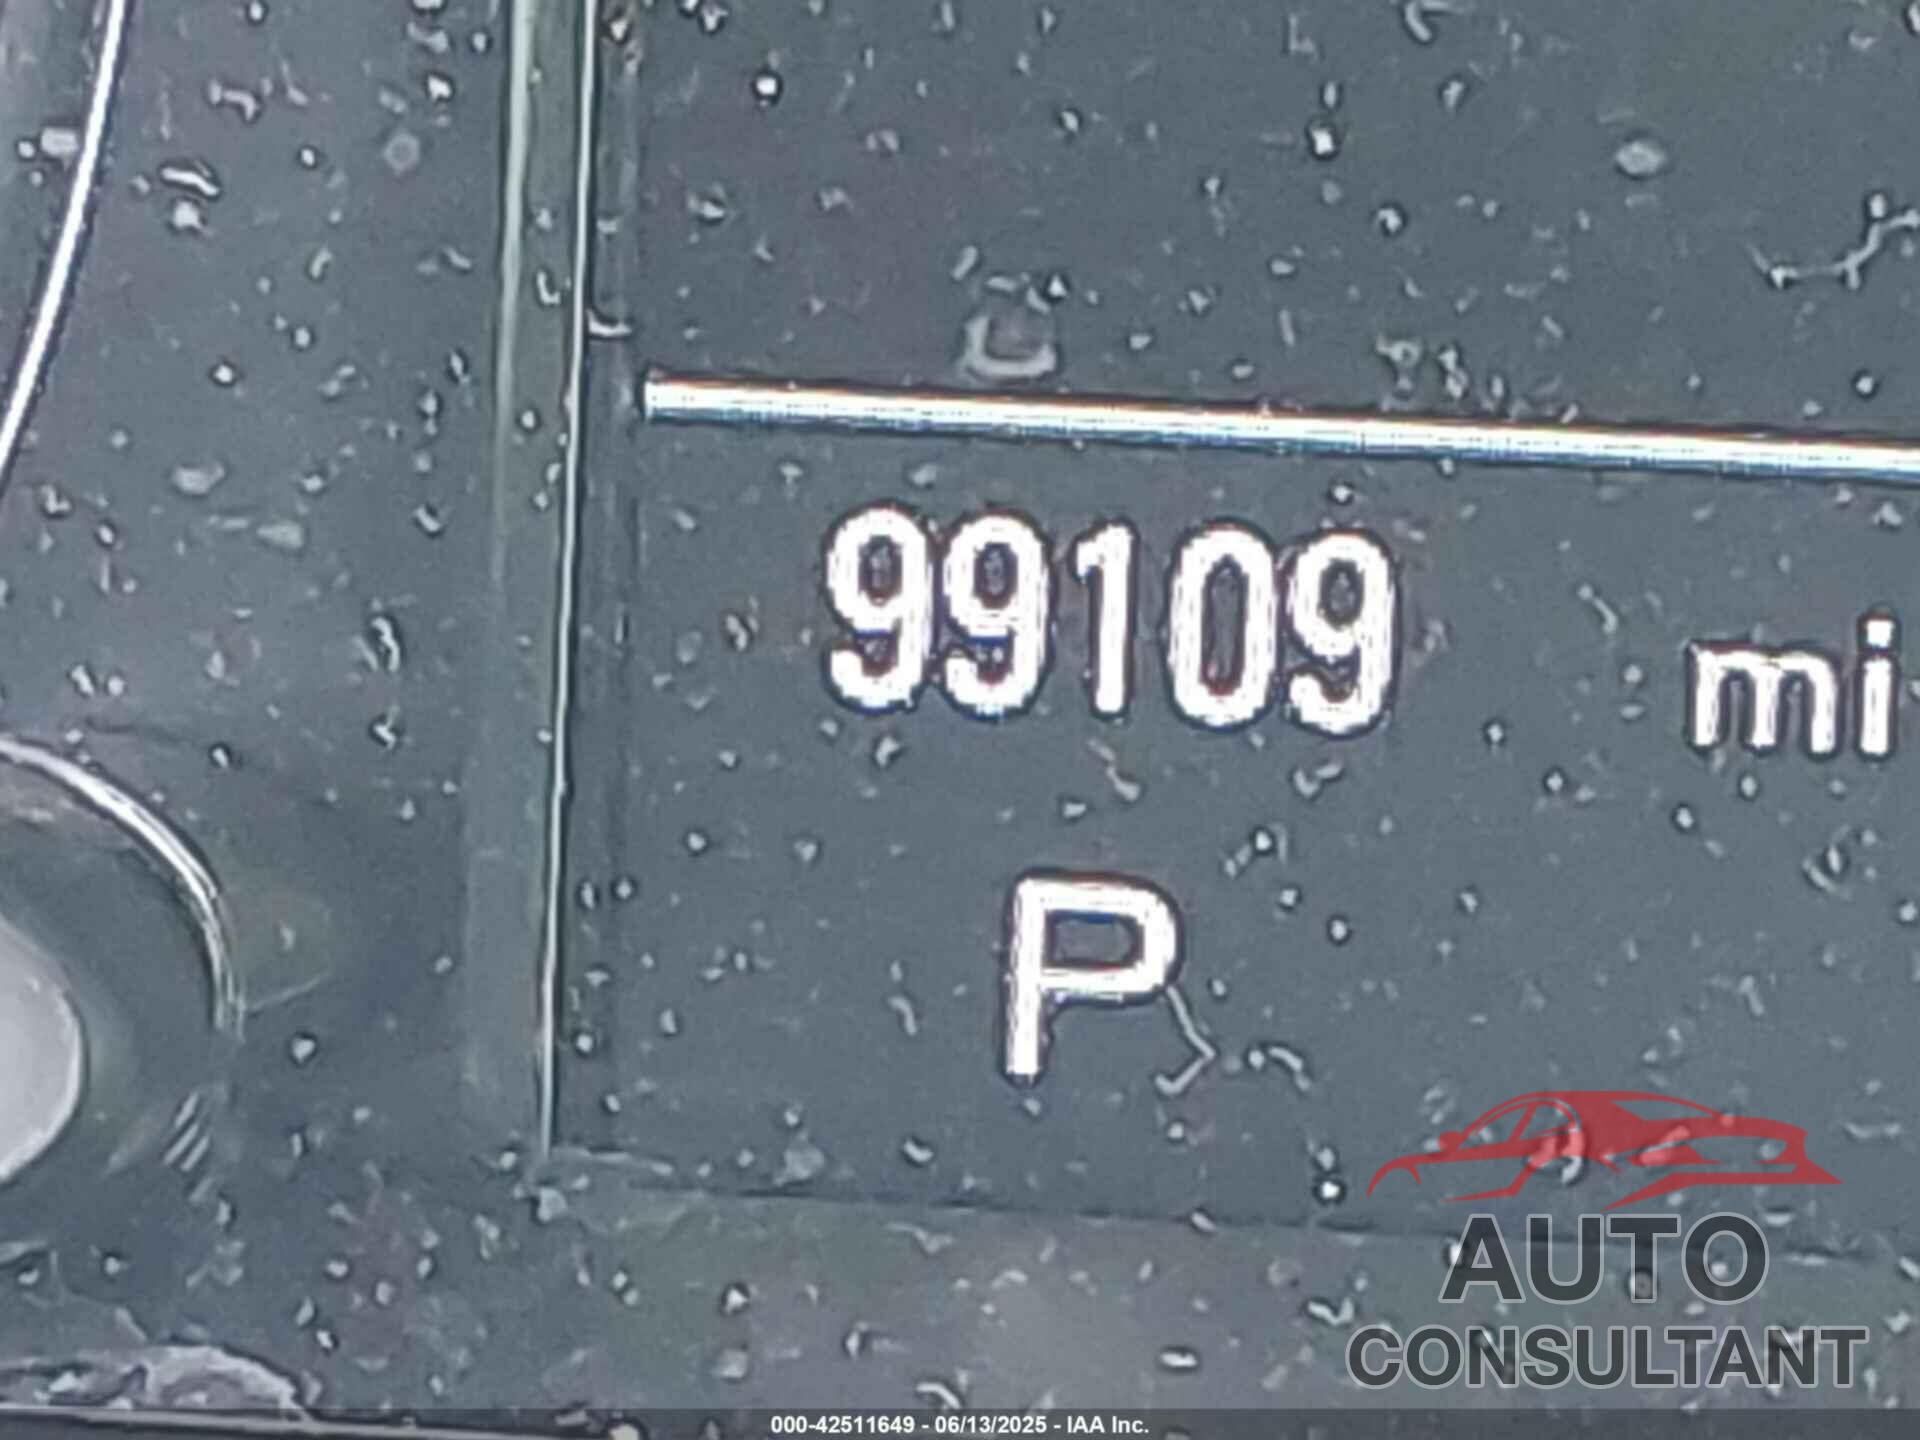 99109 mi
P
AUTO
CONSULTANT
000-42511649 - 06/13/2025 - IAA Inc.